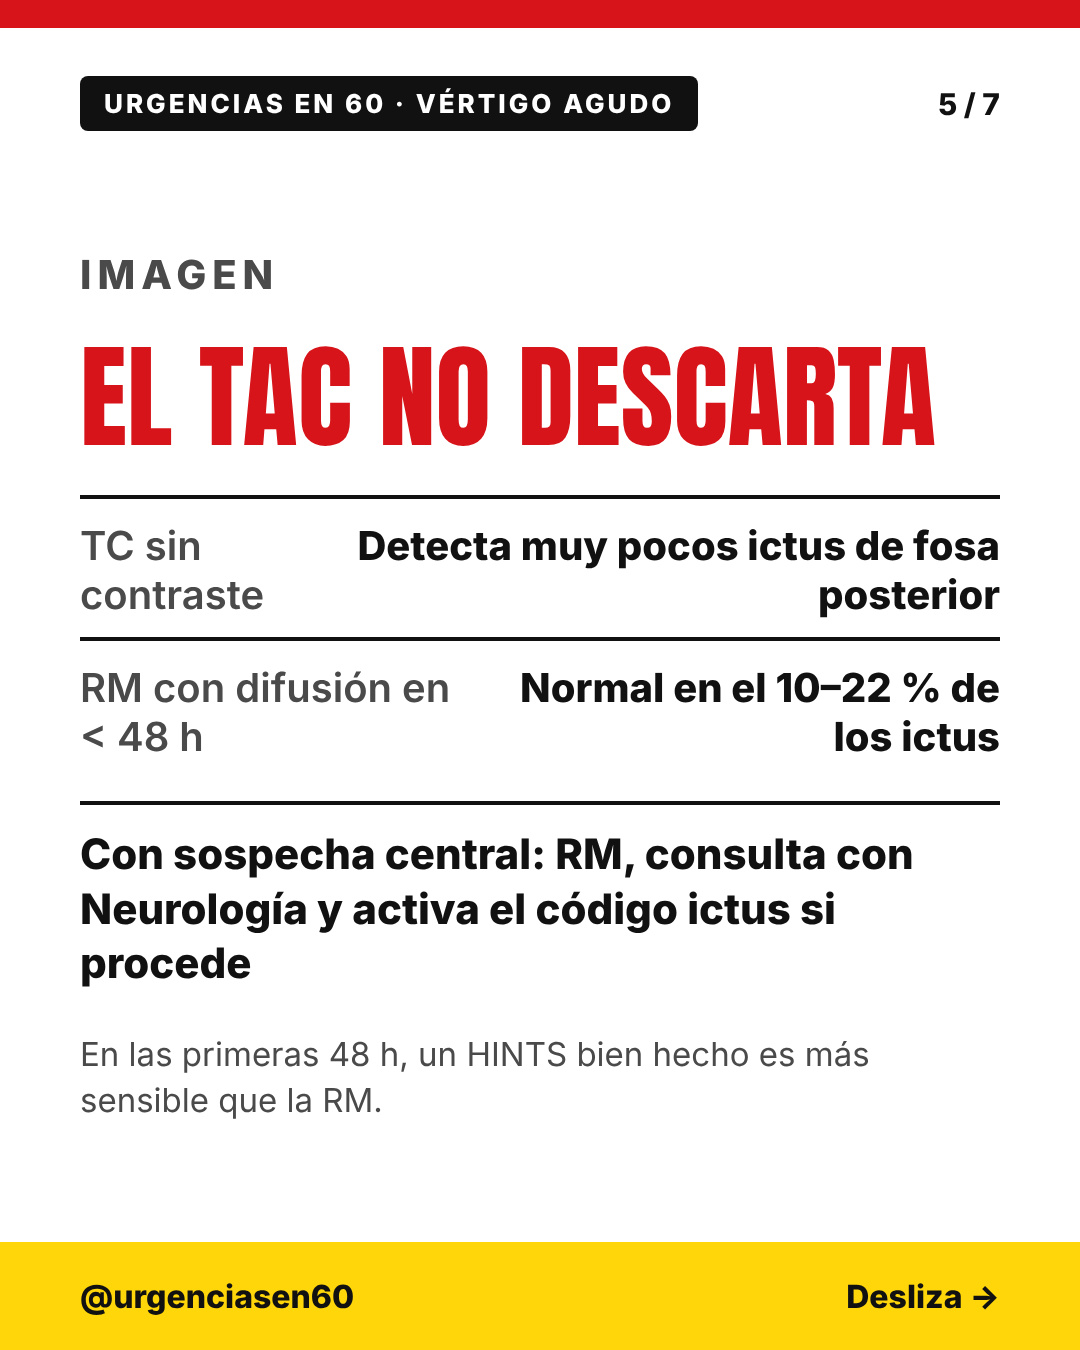 URGENCIAS EN 60 · VÉRTIGO AGUDO
5 / 7
IMAGEN
EL TAC NO DESCARTA
TC sin
contraste
Detecta muy pocos ictus de fosa
posterior
RM con difusión en
< 48 h
Normal en el 10–22 % de
los ictus
Con sospecha central: RM, consulta con
Neurología y activa el código ictus si
procede
En las primeras 48 h, un HINTS bien hecho es más
sensible que la RM.
@urgenciasen60
Desliza →